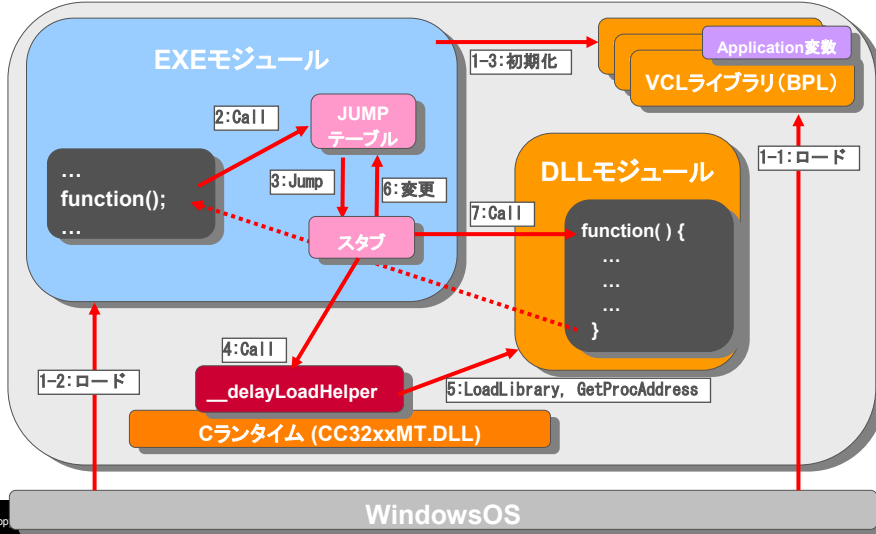 EXEモジュール
1-3:初期化
Application変数
VCLライブラリ(BPL)
2:Call
JUMP
テーブル
…
function();
…
3:Jump
6:変更
スタブ
7:Call
1-1:ロード
DLLモジュール
function( ) {
…
…
…
}
4:Call
1-2:ロード
__delayLoadHelper
5:LoadLibrary, GetProcAddress
Cランタイム (CC32xxMT.DLL)
WindowsOS